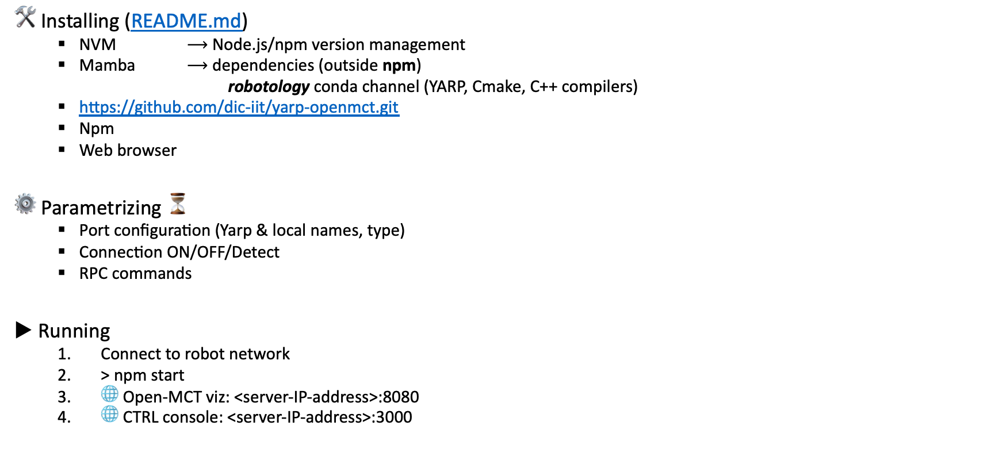 🛠 Installing (README.md)
▪ NVM ⟶ Node.js/npm version management
▪ Mamba ⟶ dependencies (outside npm)
robotology conda channel (YARP, Cmake, C++ compilers)
▪ https://github.com/dic-iit/yarp-openmct.git
▪ Npm
▪ Web browser
⚙ Parametrizing ⏳
▪ Port configuration (Yarp & local names, type)
▪ Connection ON/OFF/Detect
▪ RPC commands
▶ Running
1. Connect to robot network
2. > npm start
3. 🌐 Open-MCT viz: <server-IP-address>:8080
4. 🌐 CTRL console: <server-IP-address>:3000